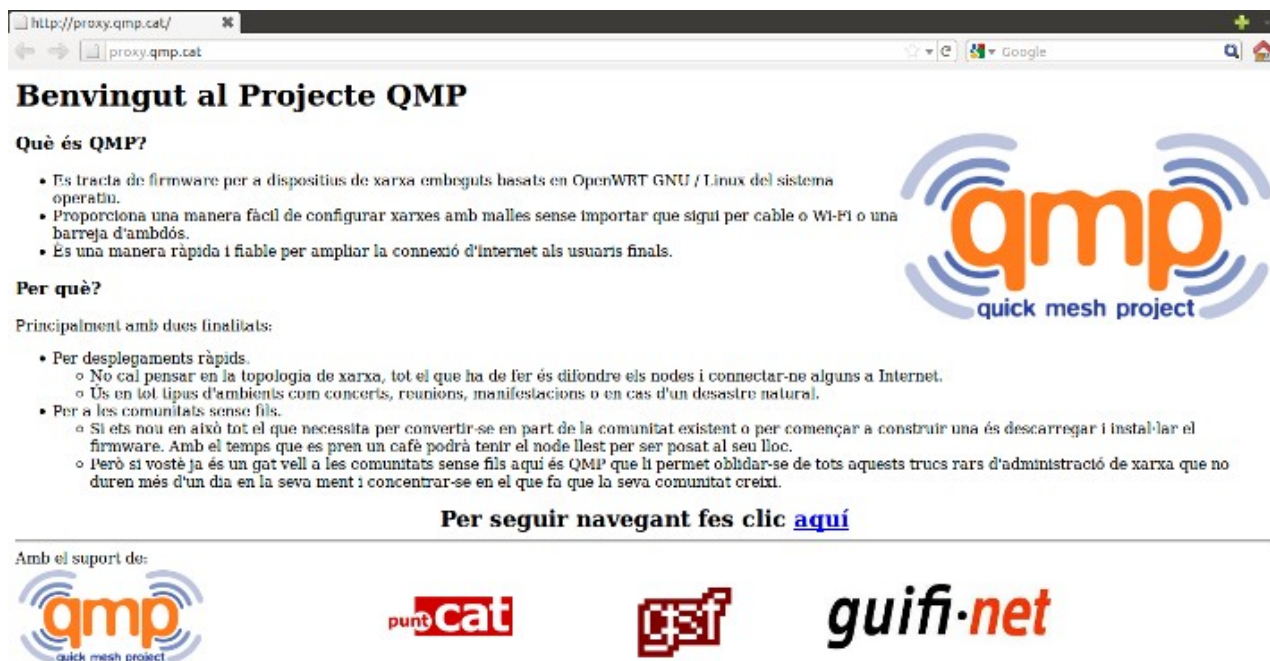 http://proxy.qmp.cat/
proxy.qmp.cat
Google
Benvingut al Projecte QMP
Què és QMP?
• Es tracta de firmware per a dispositius de xarxa embeguts basats en OpenWRT GNU / Linux del sistema
operatiu.
• Proporciona una manera fàcil de configurar xarxes amb malles sense importar que sigui per cable o Wi-Fi o una
barreja d'ambdós.
• És una manera ràpida i fiable per ampliar la connexió d'Internet als usuaris finals.
qmp
quick mesh project
Per què?
Principalment amb dues finalitats:
• Per desplegaments ràpids.
◦ No cal pensar en la topologia de xarxa, tot el que ha de fer és difondre els nodes i connectar-ne alguns a Internet.
◦ Ús en tot tipus d'ambients com concerts, reunions, manifestacions o en cas d'un desastre natural.
• Per a les comunitats sense fils.
◦ Si ets nou en això tot el que necessita per convertir-se en part de la comunitat existent o per començar a construir una és descarregar i instal·lar el
firmware. Amb el temps que es pren un cafè podrà tenir el node llest per ser posat al seu lloc.
◦ Però si vostè ja és un gat vell a les comunitats sense fils aquí és QMP que li permet oblidar-se de tots aquests trucs rars d'administració de xarxa que no
duren més d'un dia en la seva ment i concentrar-se en el que fa que la seva comunitat creixi.
Per seguir navegant fes clic aquí
Amb el suport de:
qmp
quick mesh project
punt cat
gsf
guifi·net